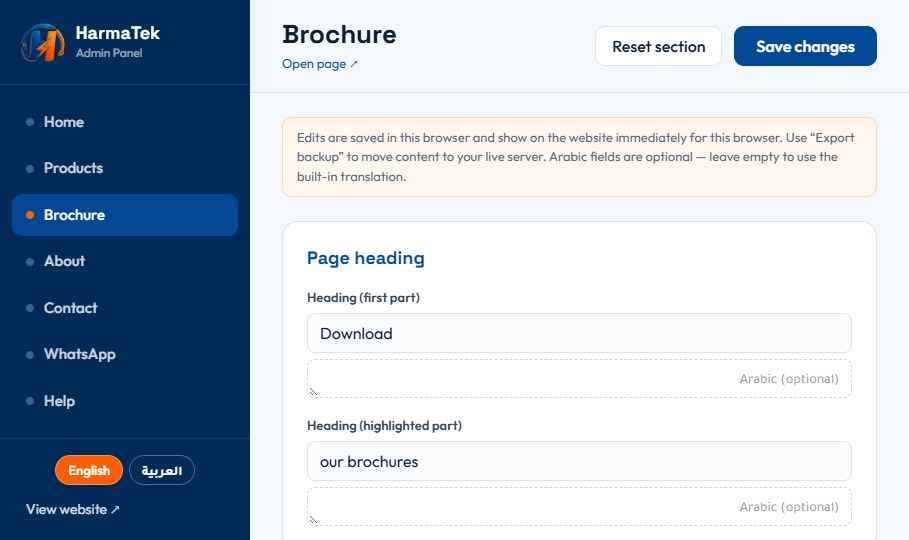 HarmaTek
Admin Panel
Home
Products
Brochure
About
Contact
WhatsApp
Help
English
العربية
View website ↗
Brochure
Open page ↗
Reset section
Save changes
Edits are saved in this browser and show on the website immediately for this browser. Use “Export
backup” to move content to your live server. Arabic fields are optional — leave empty to use the
built-in translation.
Page heading
Heading (first part)
Download
Arabic (optional)
Heading (highlighted part)
our brochures
Arabic (optional)